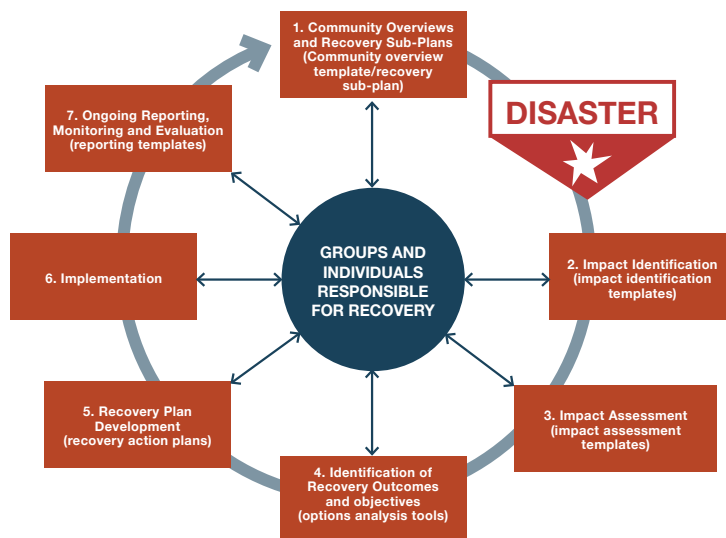 1. Community Overviews
and Recovery Sub-Plans
(Community overview
template/recovery
sub-plan)
DISASTER
7. Ongoing Reporting,
Monitoring and Evaluation
(reporting templates)
GROUPS AND
INDIVIDUALS
RESPONSIBLE
FOR RECOVERY
2. Impact Identification
(impact identification
templates)
6. Implementation
3. Impact Assessment
(impact assessment
templates)
5. Recovery Plan
Development
(recovery action plans)
4. Identification of
Recovery Outcomes
and objectives
(options analysis tools)